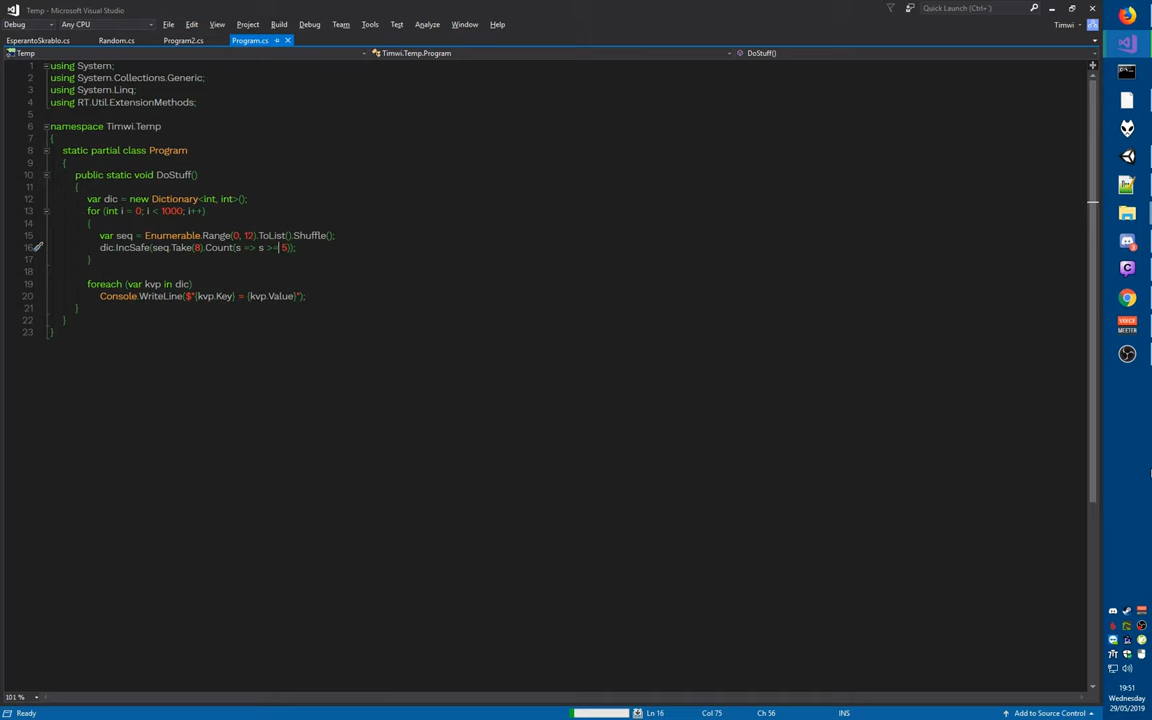 Temp - Microsoft Visual Studio
Quick Launch (Ctrl+`)
Debug Any CPU File Edit View Project Build Debug Team Tools Test Analyze Window Help Timwi
EsperantoSkrablo.cs Random.cs Program2.cs Program.cs
Temp Timwi.Temp.Program DoStuff()
1 using System;
2 using System.Collections.Generic;
3 using System.Linq;
4 using RT.Util.ExtensionMethods;
5
6 namespace Timwi.Temp
7 {
8 static partial class Program
9 {
10 public static void DoStuff()
11 {
12 var dic = new Dictionary<int, int>();
13 for (int i = 0; i < 1000; i++)
14 {
15 var seq = Enumerable.Range(0, 12).ToList().Shuffle();
16 dic.IncSafe(seq.Take(8).Count(s => s >= 5));
17 }
18
19 foreach (var kvp in dic)
20 Console.WriteLine($"{kvp.Key} = {kvp.Value}");
21 }
22 }
23 }
VOICE
MEETER
101 %
Ready Ln 16 Col 75 Ch 56 INS Add to Source Control
19:51
Wednesday
29/05/2019